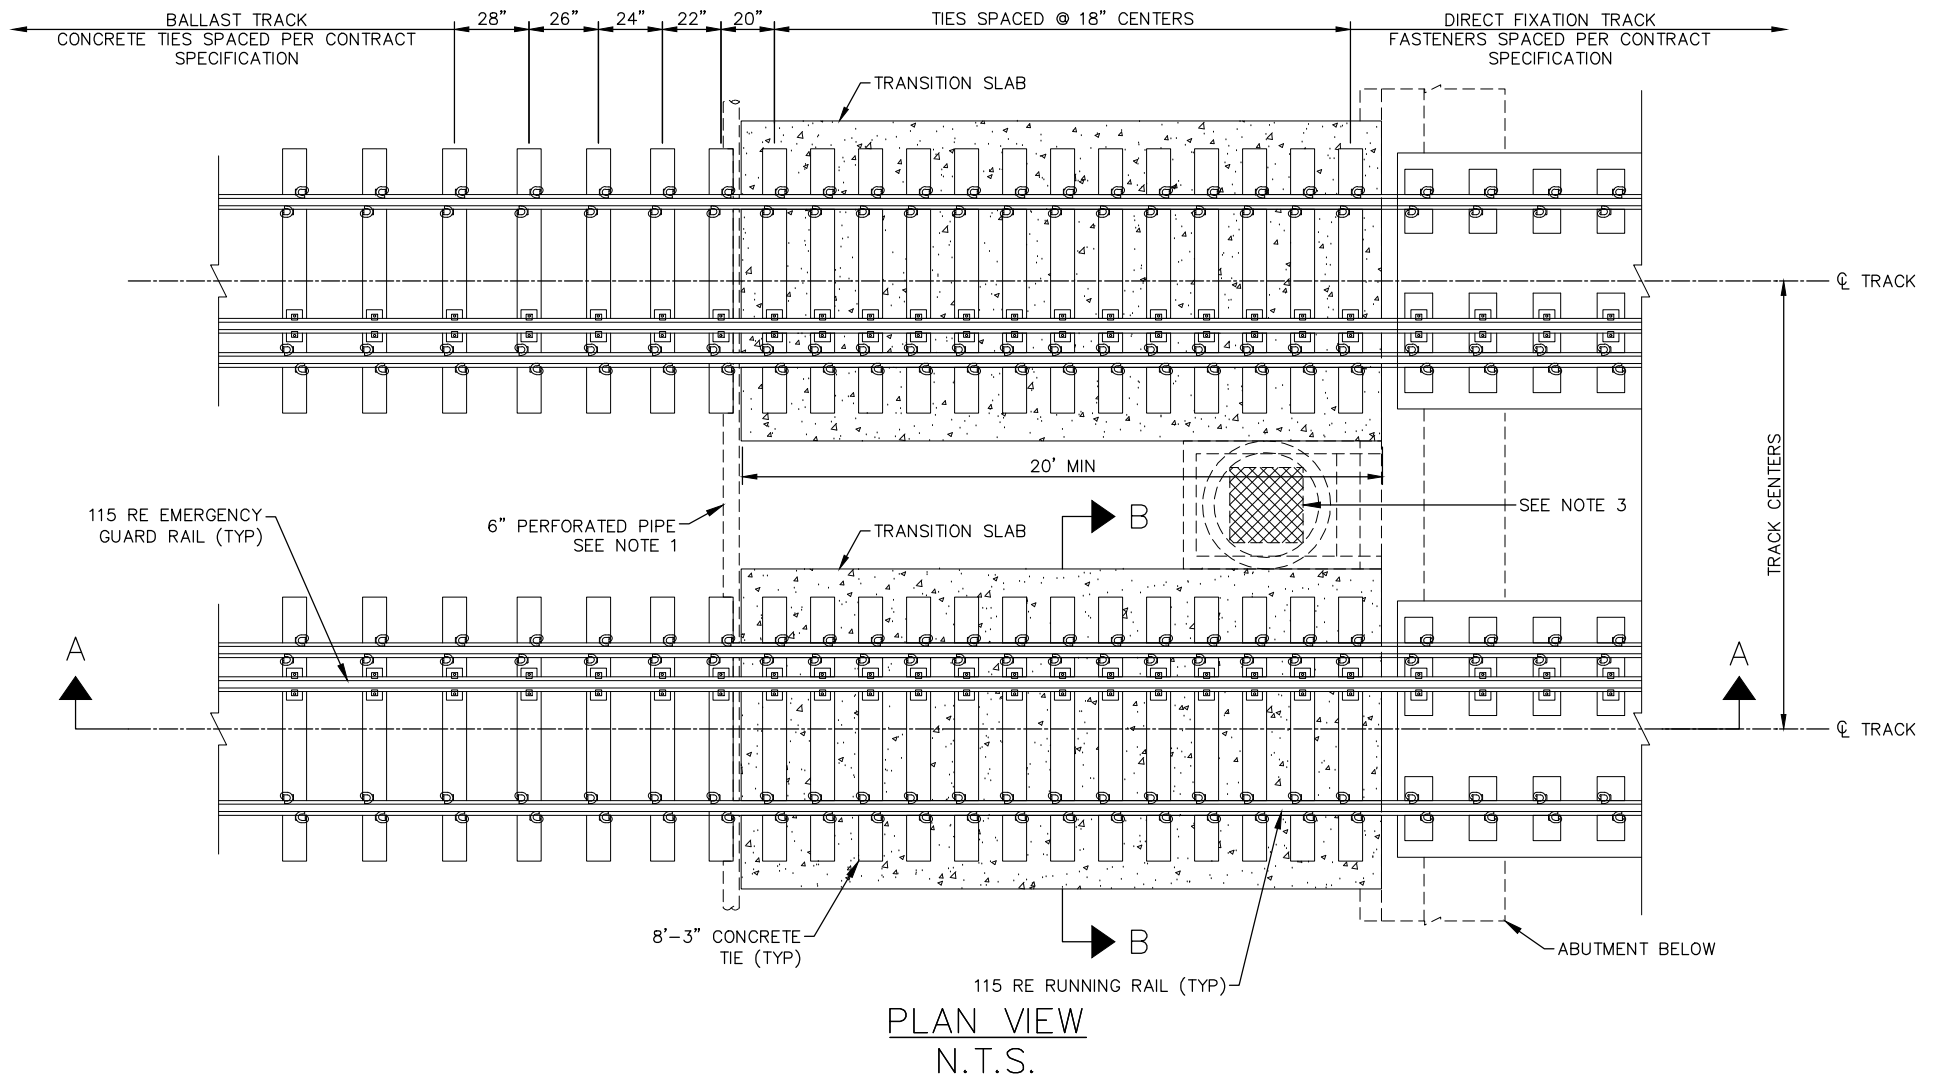 BALLAST TRACK
CONCRETE TIES SPACED PER CONTRACT
SPECIFICATION
28"
26"
24"
22"
20"
TIES SPACED @ 18" CENTERS
DIRECT FIXATION TRACK
FASTENERS SPACED PER CONTRACT
SPECIFICATION
TRANSITION SLAB
℄ TRACK
20' MIN
TRACK CENTERS
115 RE EMERGENCY
GUARD RAIL (TYP)
6" PERFORATED PIPE
SEE NOTE 1
B
SEE NOTE 3
TRANSITION SLAB
A
A
℄ TRACK
8'-3" CONCRETE
TIE (TYP)
B
ABUTMENT BELOW
115 RE RUNNING RAIL (TYP)
PLAN VIEW
N.T.S.